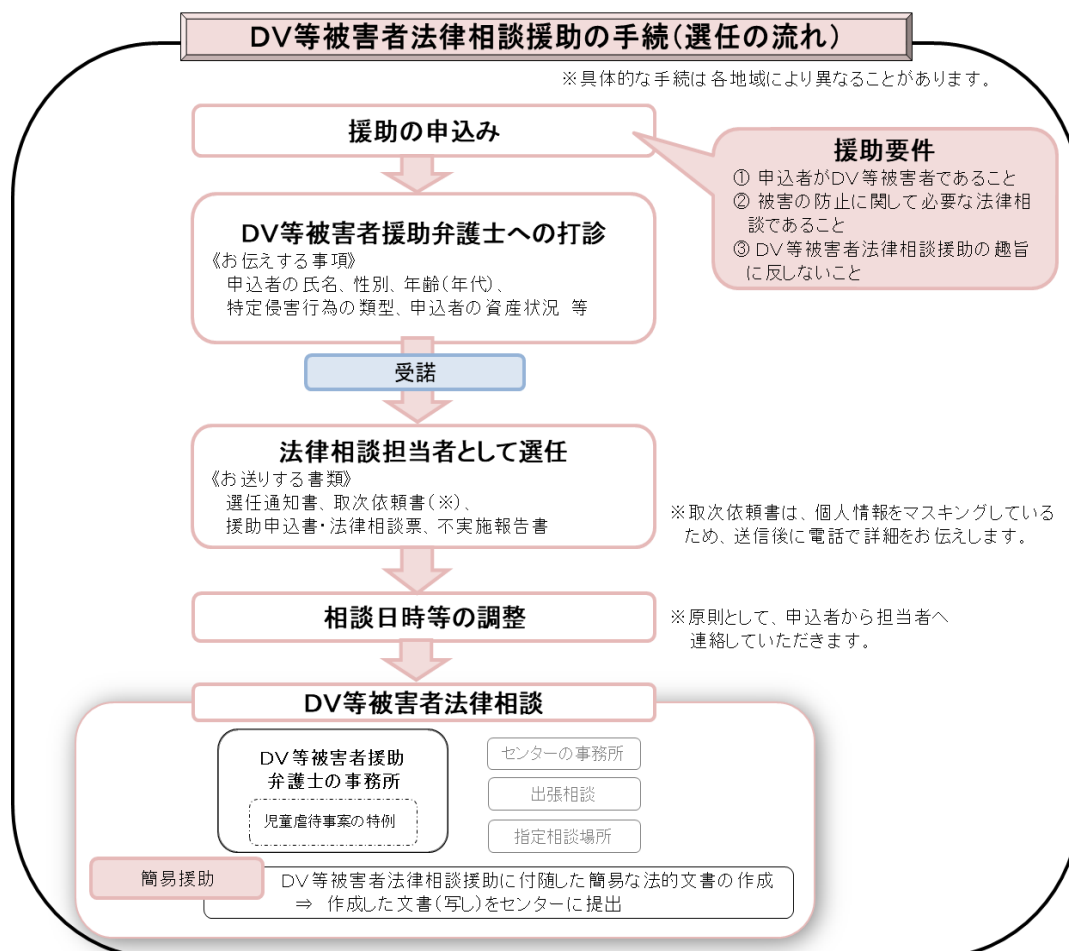 DV等被害者法律相談援助の手続(選任の流れ)
※具体的な手続は各地域により異なることがあります。
援助の申込み
援助要件
① 申込者がDV等被害者であること
② 被害の防止に関して必要な法律相
談であること
③ DV等被害者法律相談援助の趣旨
に反しないこと
DV等被害者援助弁護士への打診
《お伝えする事項》
申込者の氏名、性別、年齢(年代)、
特定侵害行為の類型、申込者の資産状況 等
受諾
法律相談担当者として選任
《お送りする書類》
選任通知書、取次依頼書(※)、
援助申込書・法律相談票、不実施報告書
※取次依頼書は、個人情報をマスキングしている
ため、送信後に電話で詳細をお伝えします。
相談日時等の調整
※原則として、申込者から担当者へ
連絡していただきます。
DV等被害者法律相談
DV等被害者援助
弁護士の事務所
児童虐待事案の特例
センターの事務所
出張相談
指定相談場所
簡易援助
DV等被害者法律相談援助に付随した簡易な法的文書の作成
⇒ 作成した文書(写し)をセンターに提出